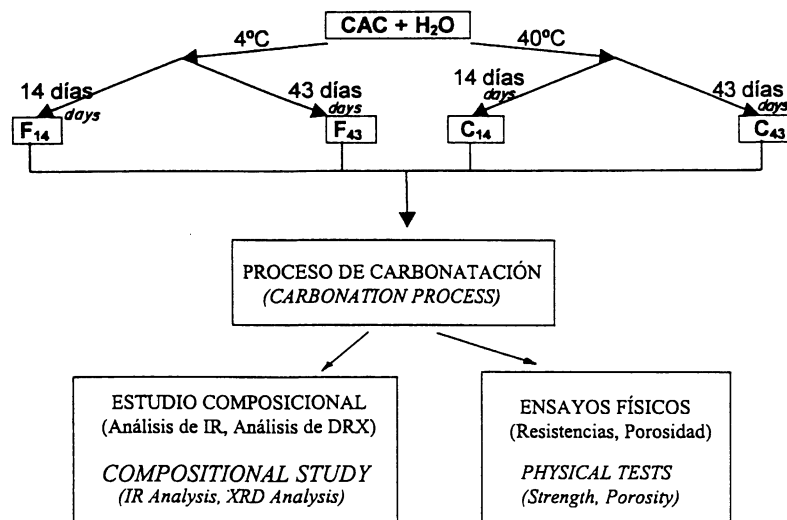 CAC + H₂O
4ºC
40ºC
14 días
days
43 días
days
14 días
days
43 días
days
F₁₄
F₄₃
C₁₄
C₄₃
PROCESO DE CARBONATACIÓN
(CARBONATION PROCESS)
ESTUDIO COMPOSICIONAL
(Análisis de IR, Análisis de DRX)
COMPOSITIONAL STUDY
(IR Analysis, XRD Analysis)
ENSAYOS FÍSICOS
(Resistencias, Porosidad)
PHYSICAL TESTS
(Strength, Porosity)